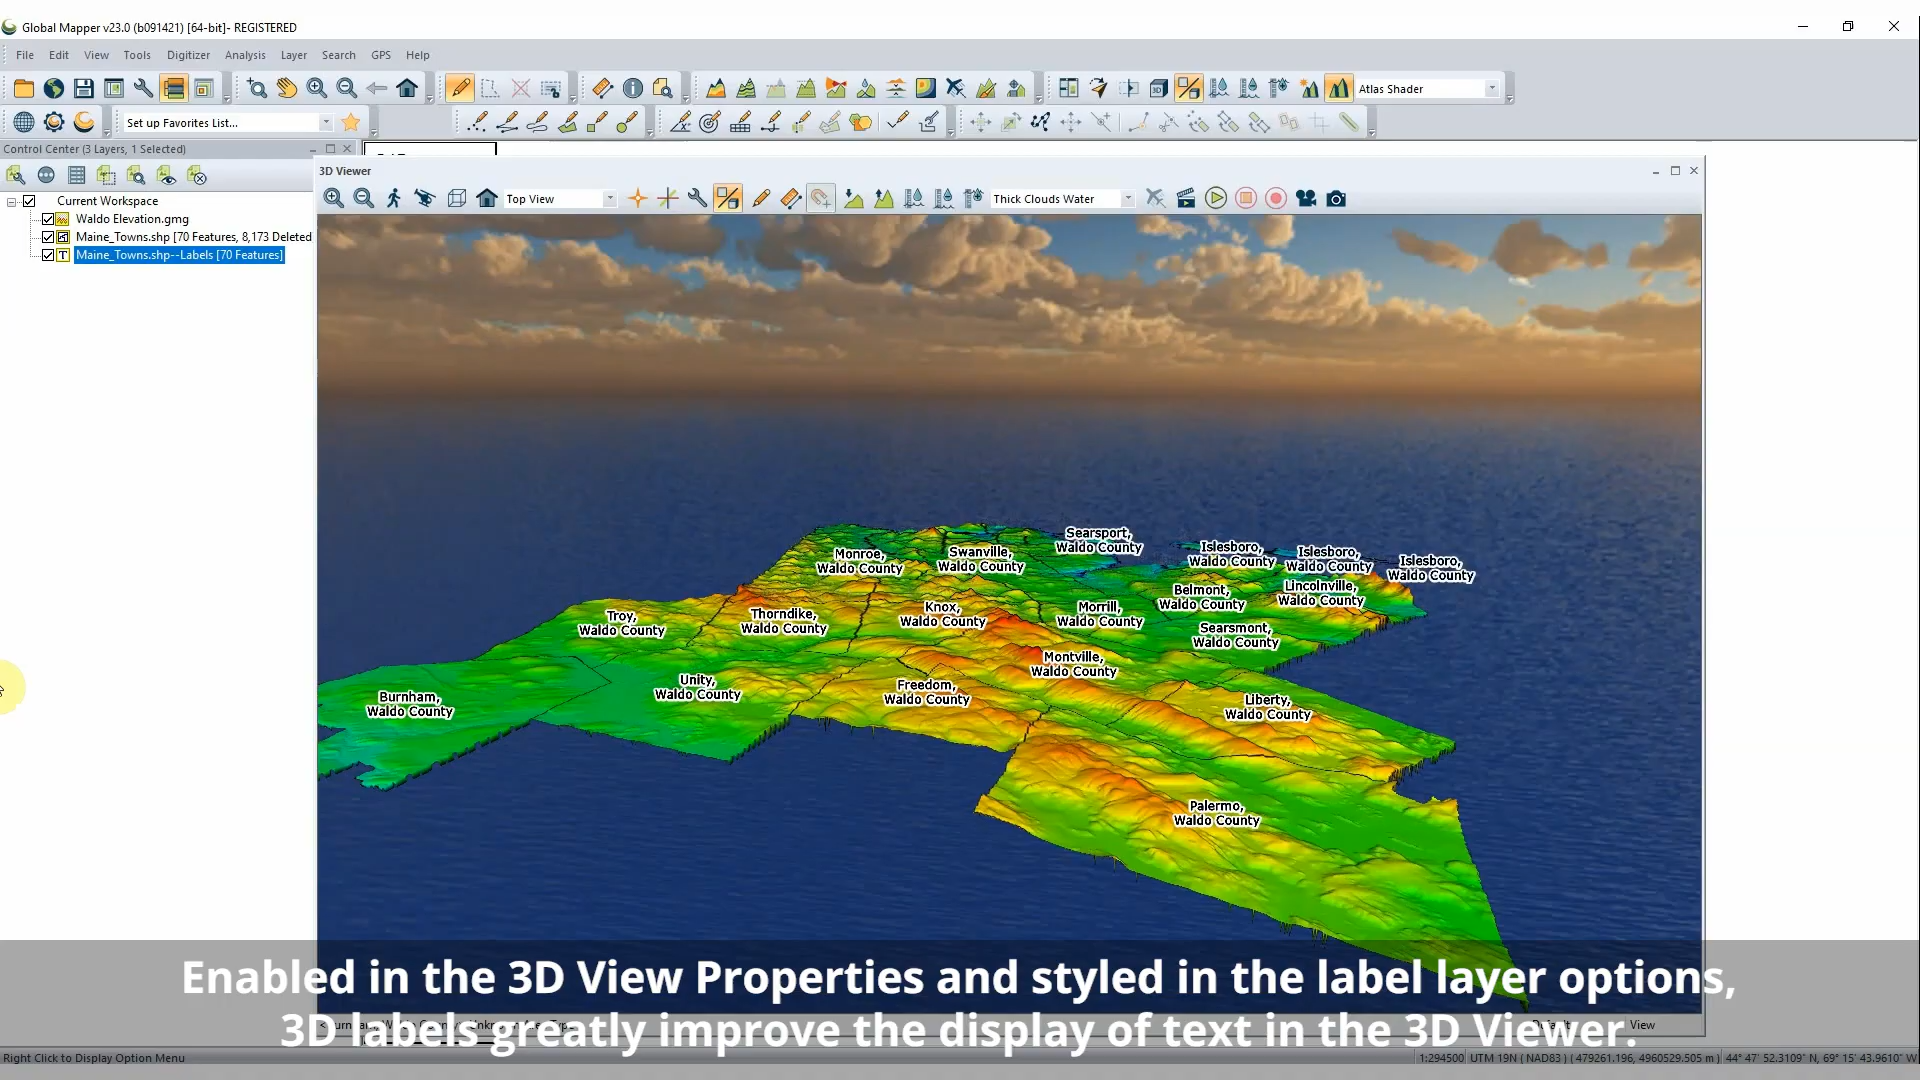 Global Mapper v23.0 (b091421) [64-bit]- REGISTERED
File Edit View Tools Digitizer Analysis Layer Search GPS Help
Atlas Shader
Set up Favorites List...
Control Center (3 Layers, 1 Selected)
Current Workspace
Waldo Elevation.gmg
Maine_Towns.shp [70 Features, 8,173 Deleted
Maine_Towns.shp--Labels [70 Features]
3D Viewer
Top View
Thick Clouds Water
Searsport,
Waldo County
Monroe,
Waldo County
Swanville,
Waldo County
Islesboro,
Waldo County
Islesboro,
Waldo County
Islesboro,
Waldo County
Belmont,
Waldo County
Lincolnville,
Waldo County
Troy,
Waldo County
Thorndike,
Waldo County
Knox,
Waldo County
Morrill,
Waldo County
Searsmont,
Waldo County
Montville,
Waldo County
Burnham,
Waldo County
Unity,
Waldo County
Freedom,
Waldo County
Liberty,
Waldo County
Palermo,
Waldo County
Enabled in the 3D View Properties and styled in the label layer options,
3D labels greatly improve the display of text in the 3D Viewer.
View
Right Click to Display Option Menu
1:294500 UTM 19N ( NAD83 ) ( 479261.196, 4960529.505 m ) 44° 47' 52.3109" N, 69° 15' 43.9610" W